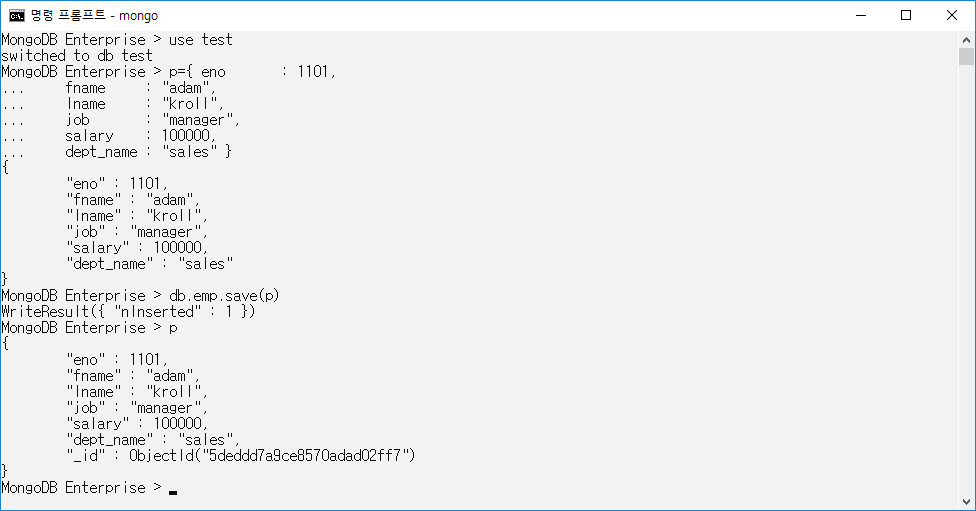 명령 프롬프트 - mongo
MongoDB Enterprise > use test
switched to db test
MongoDB Enterprise > p={ eno       : 1101,
...     fname     : "adam",
...     lname     : "kroll",
...     job       : "manager",
...     salary    : 100000,
...     dept_name : "sales" }
{
        "eno" : 1101,
        "fname" : "adam",
        "lname" : "kroll",
        "job" : "manager",
        "salary" : 100000,
        "dept_name" : "sales"
}
MongoDB Enterprise > db.emp.save(p)
WriteResult({ "nInserted" : 1 })
MongoDB Enterprise > p
{
        "eno" : 1101,
        "fname" : "adam",
        "lname" : "kroll",
        "job" : "manager",
        "salary" : 100000,
        "dept_name" : "sales",
        "_id" : ObjectId("5deddd7a9ce8570adad02ff7")
}
MongoDB Enterprise >